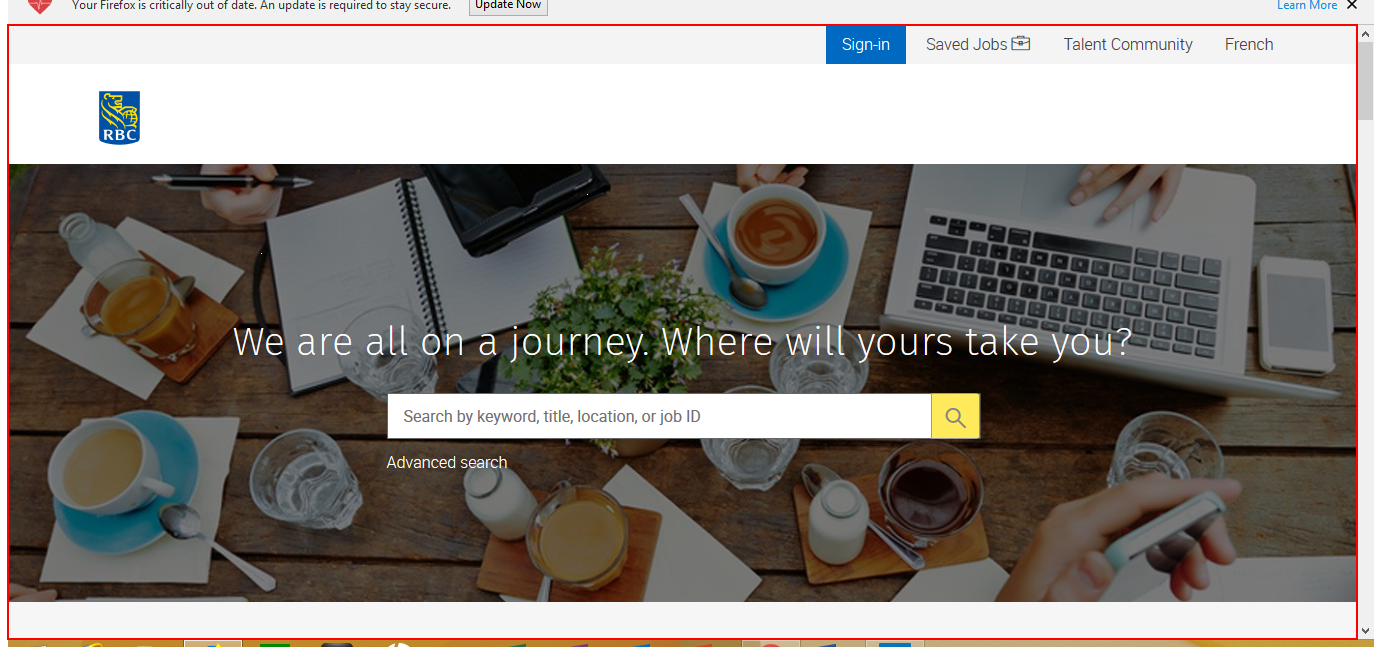 Your Firefox is critically out of date. An update is required to stay secure. Update Now Learn More
Sign-in Saved Jobs Talent Community French
RBC
We are all on a journey. Where will yours take you?
Search by keyword, title, location, or job ID
Advanced search